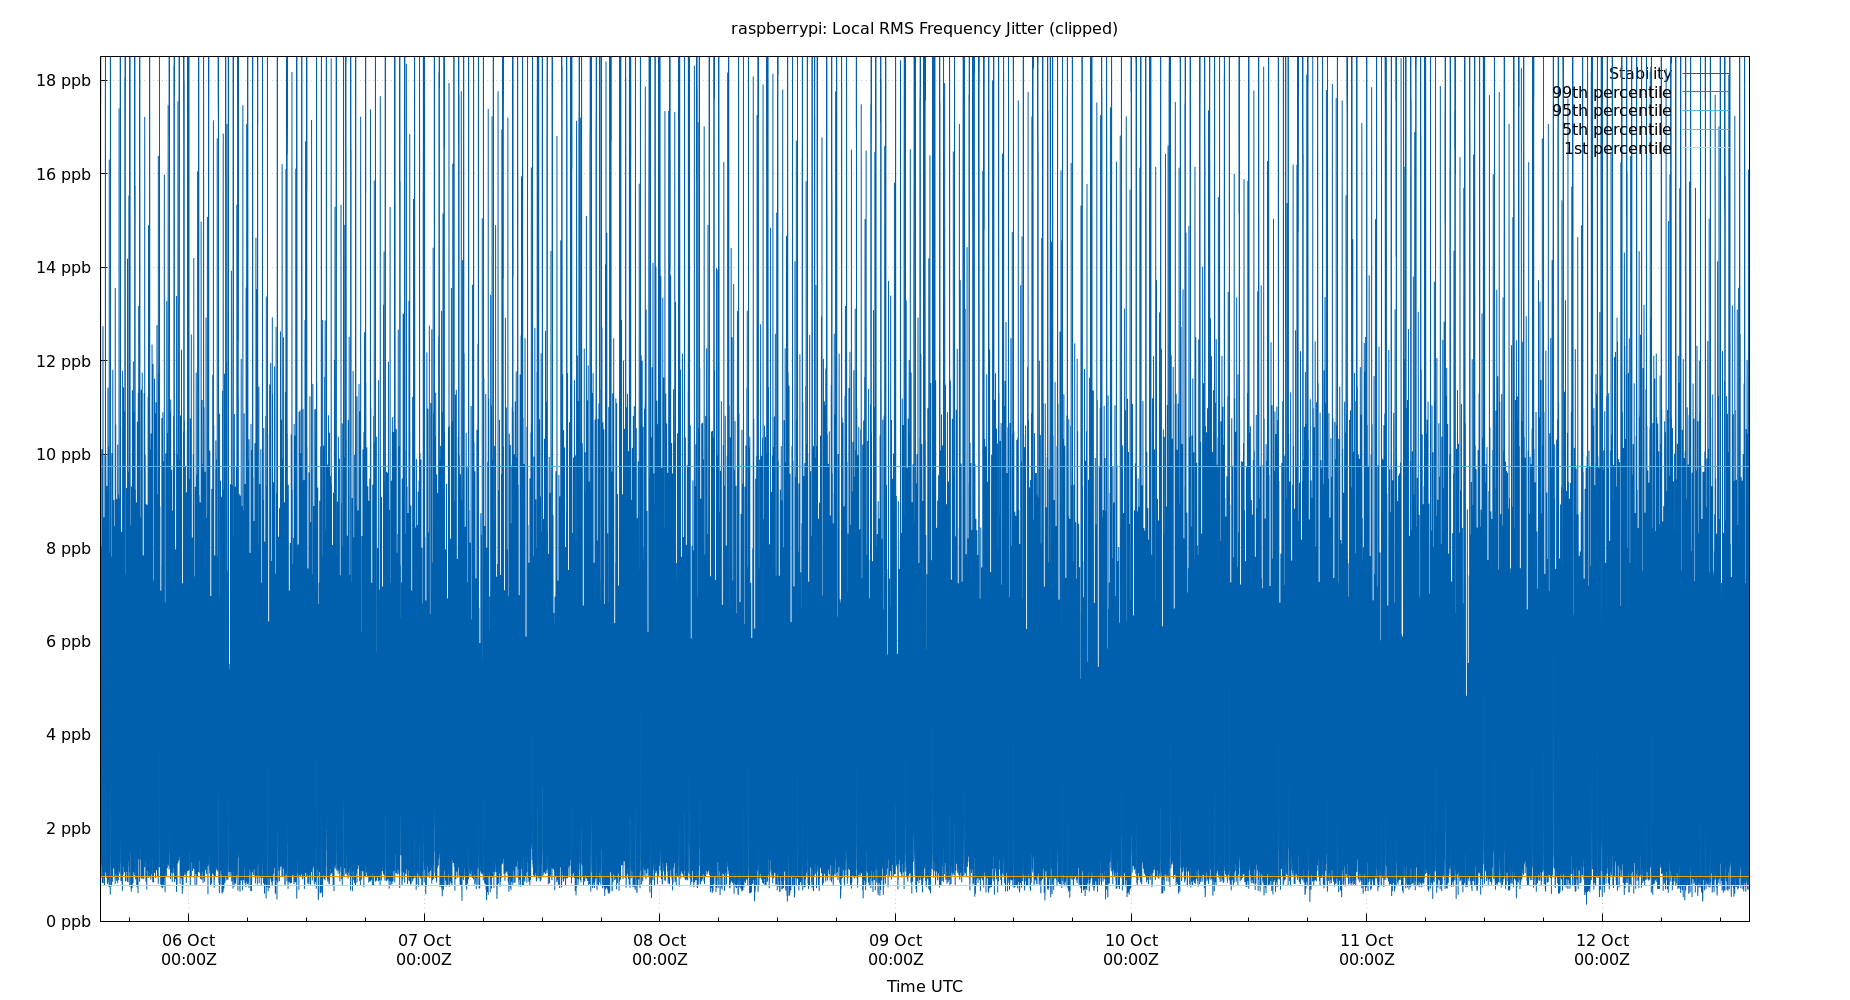 raspberrypi: Local RMS Frequency Jitter (clipped)
18 ppb
16 ppb
14 ppb
12 ppb
10 ppb
8 ppb
6 ppb
4 ppb
2 ppb
0 ppb
Stability
99th percentile
95th percentile
5th percentile
1st percentile
06 Oct
00:00Z
07 Oct
00:00Z
08 Oct
00:00Z
09 Oct
00:00Z
10 Oct
00:00Z
11 Oct
00:00Z
12 Oct
00:00Z
Time UTC